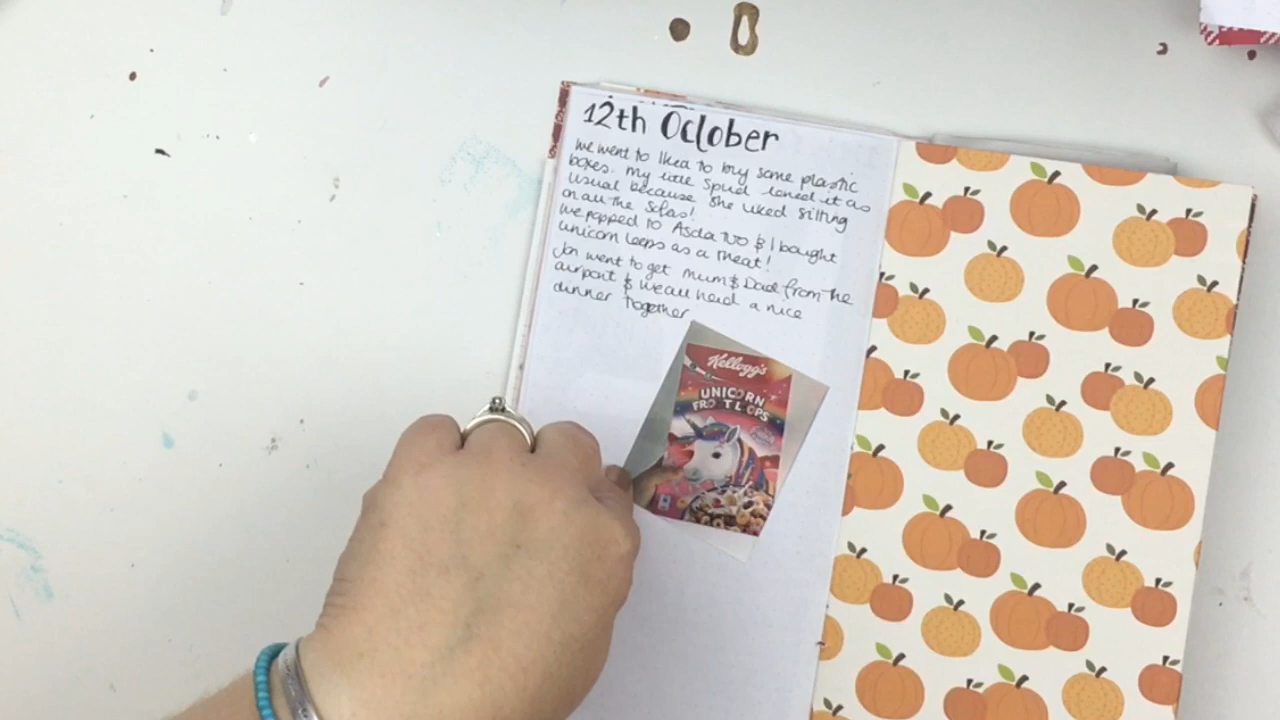 12th October
we went to Ikea to buy some plastic
boxes. my little spud loved it as
usual because she liked sitting
on all the sofas!
we popped to Asda too & I bought
unicorn loops as a treat!
Jon went to get mum & Dad from the
airport & we all had a nice
dinner together
Kellogg's
UNICORN
FROOT LOOPS